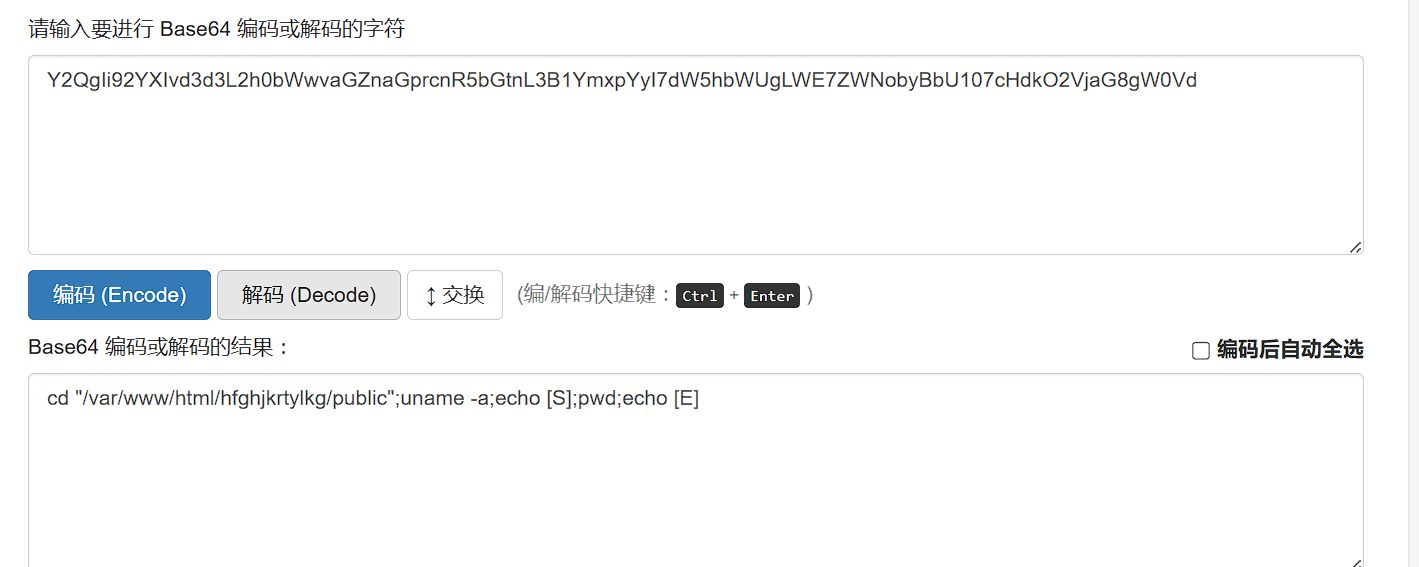 请输入要进行 Base64 编码或解码的字符
Y2QgIi92YXIvd3d3L2h0bWwvaGZnaGprcnR5bGtnL3B1YmxpYyI7dW5hbWUgLWE7ZWNobyBbU107cHdkO2VjaG8gW0Vd
编码 (Encode) 解码 (Decode) ↕ 交换 (编/解码快捷键：Ctrl + Enter )
Base64 编码或解码的结果： 编码后自动全选
cd "/var/www/html/hfghjkrtylkg/public";uname -a;echo [S];pwd;echo [E]